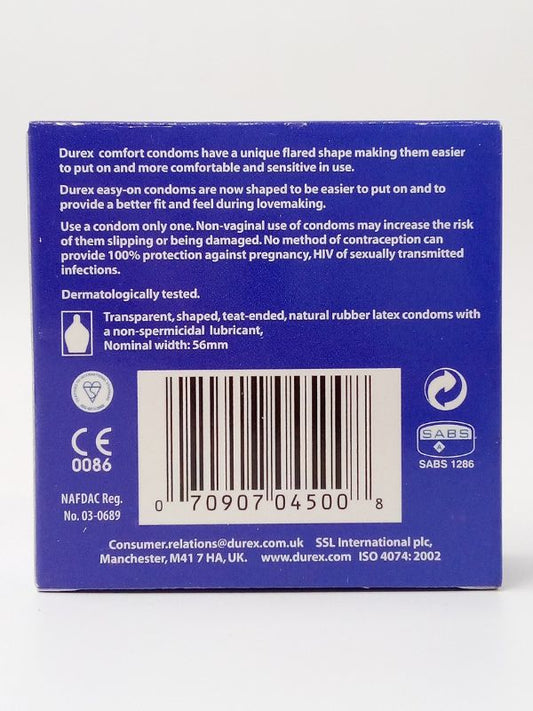 Durex comfort condoms have a unique flared shape making them easier
to put on and more comfortable and sensitive in use.
Durex easy-on condoms are now shaped to be easier to put on and to
provide a better fit and feel during lovemaking.
Use a condom only one. Non-vaginal use of condoms may increase the risk
of them slipping or being damaged. No method of contraception can
provide 100% protection against pregnancy, HIV of sexually transmitted
infections.
Dermatologically tested.
Transparent, shaped, teat-ended, natural rubber latex condoms with
a non-spermicidal lubricant,
Nominal width: 56mm
CE
0086
SABS
SABS 1286
NAFDAC Reg.
No. 03-0689
0 70907 04500 8
Consumer.relations@durex.co.uk SSL International plc,
Manchester, M41 7 HA, UK. www.durex.com ISO 4074: 2002